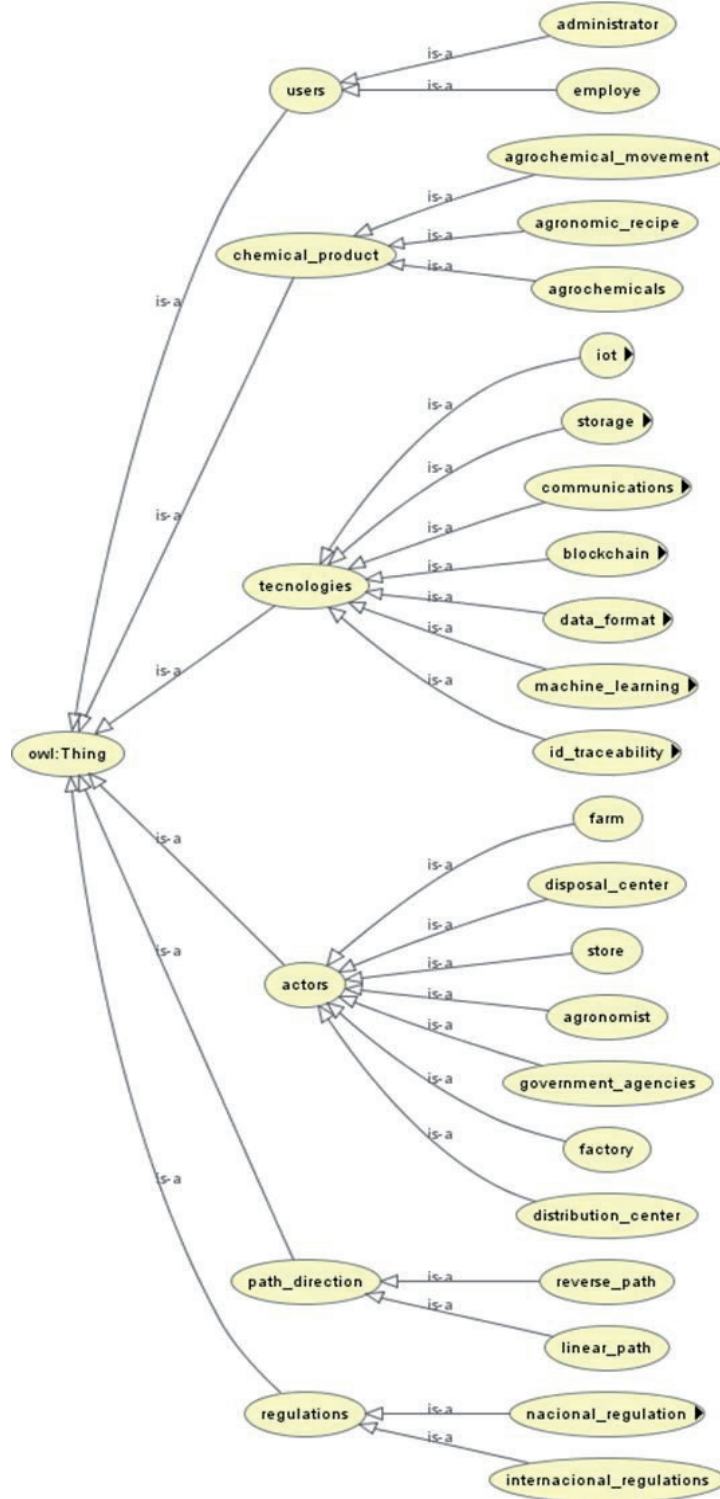 administrator
is-a
users
is-a
employe
agrochemical_movement
is-a
agronomic_recipe
is-a
chemical_product
is-a
agrochemicals
is-a
iot
is-a
storage
is-a
communications
is-a
is-a
blockchain
is-a
tecnologies
is-a
data_format
is-a
is-a
machine_learning
is-a
id_traceability
owl:Thing
farm
is-a
is-a
disposal_center
is-a
store
is-a
is-a
actors
is-a
agronomist
is-a
government_agencies
is-a
factory
is-a
is-a
distribution_center
path_direction
is-a
reverse_path
is-a
linear_path
regulations
is-a
nacional_regulation
is-a
internacional_regulations